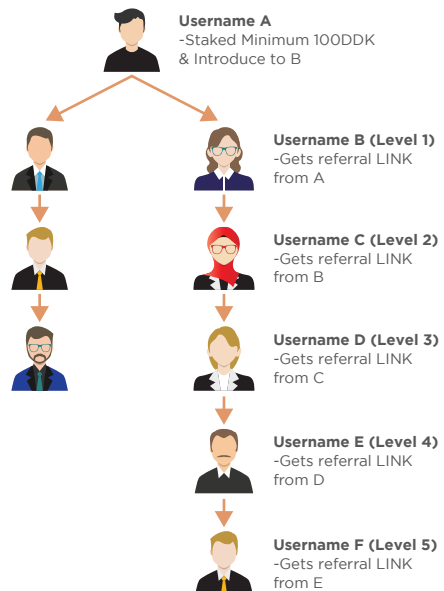 Username A
-Staked Minimum 100DDK
& Introduce to B
Username B (Level 1)
-Gets referral LINK
from A
Username C (Level 2)
-Gets referral LINK
from B
Username D (Level 3)
-Gets referral LINK
from C
Username E (Level 4)
-Gets referral LINK
from D
Username F (Level 5)
-Gets referral LINK
from E